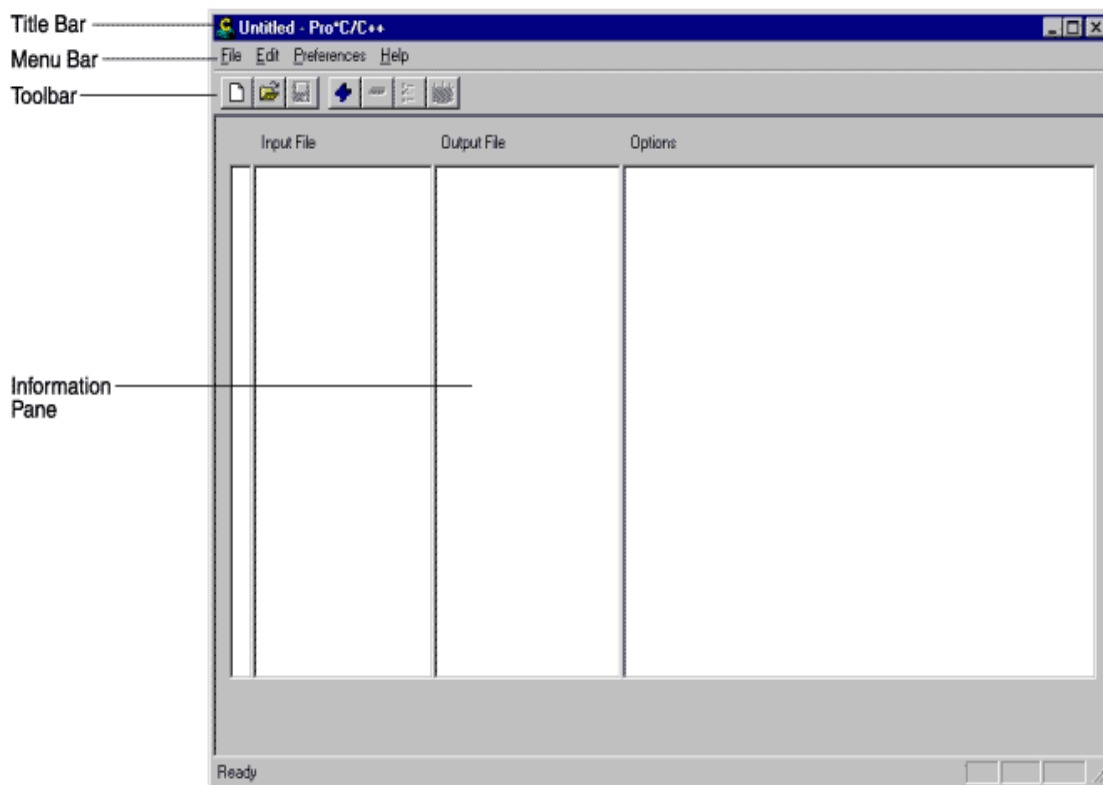 Title Bar
Untitled - Pro*C/C++
Menu Bar
File Edit Preferences Help
Toolbar
Input File Output File Options
Information
Pane
Ready